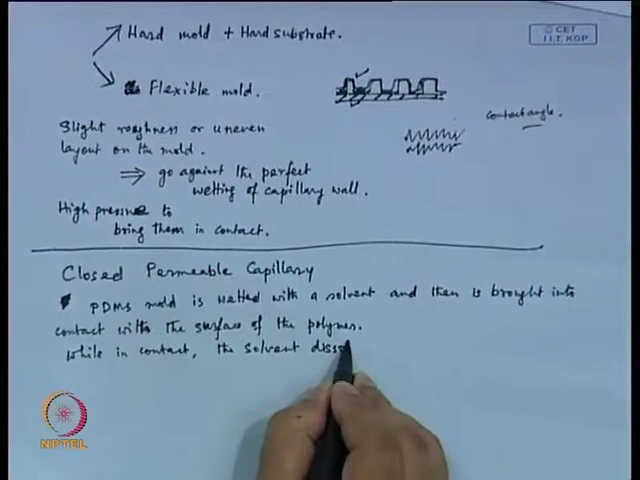 © CET
I.I.T. KGP
Hard mold + Hard substrate.
Flexible mold.
contact angle.
Slight roughness or uneven
layout on the mold.
⇒ go against the perfect
wetting of capillary wall.
High pressure to
bring them in contact.
Closed Permeable Capillary
PDMS mold is wetted with a solvent and then is brought into
contact with the surface of the polymer.
While in contact, the solvent disso
NPTEL